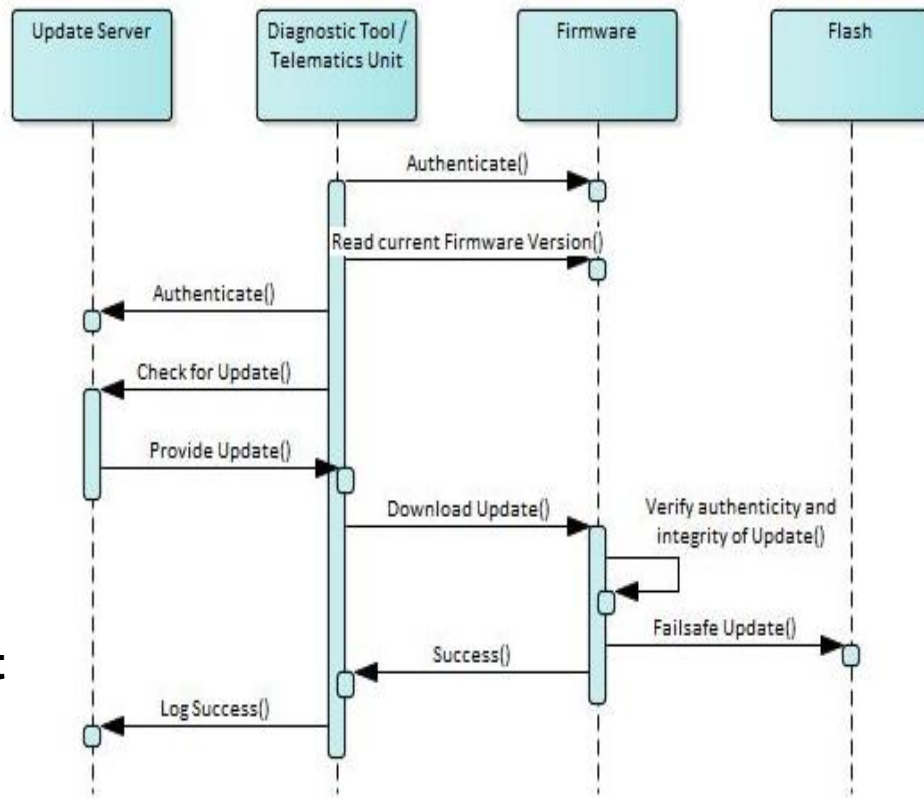 Update Server
Diagnostic Tool /
Telematics Unit
Firmware
Flash
Authenticate()
Read current Firmware Version()
Authenticate()
Check for Update()
Provide Update()
Download Update()
Verify authenticity and
integrity of Update()
Failsafe Update()
Success()
Log Success()
t